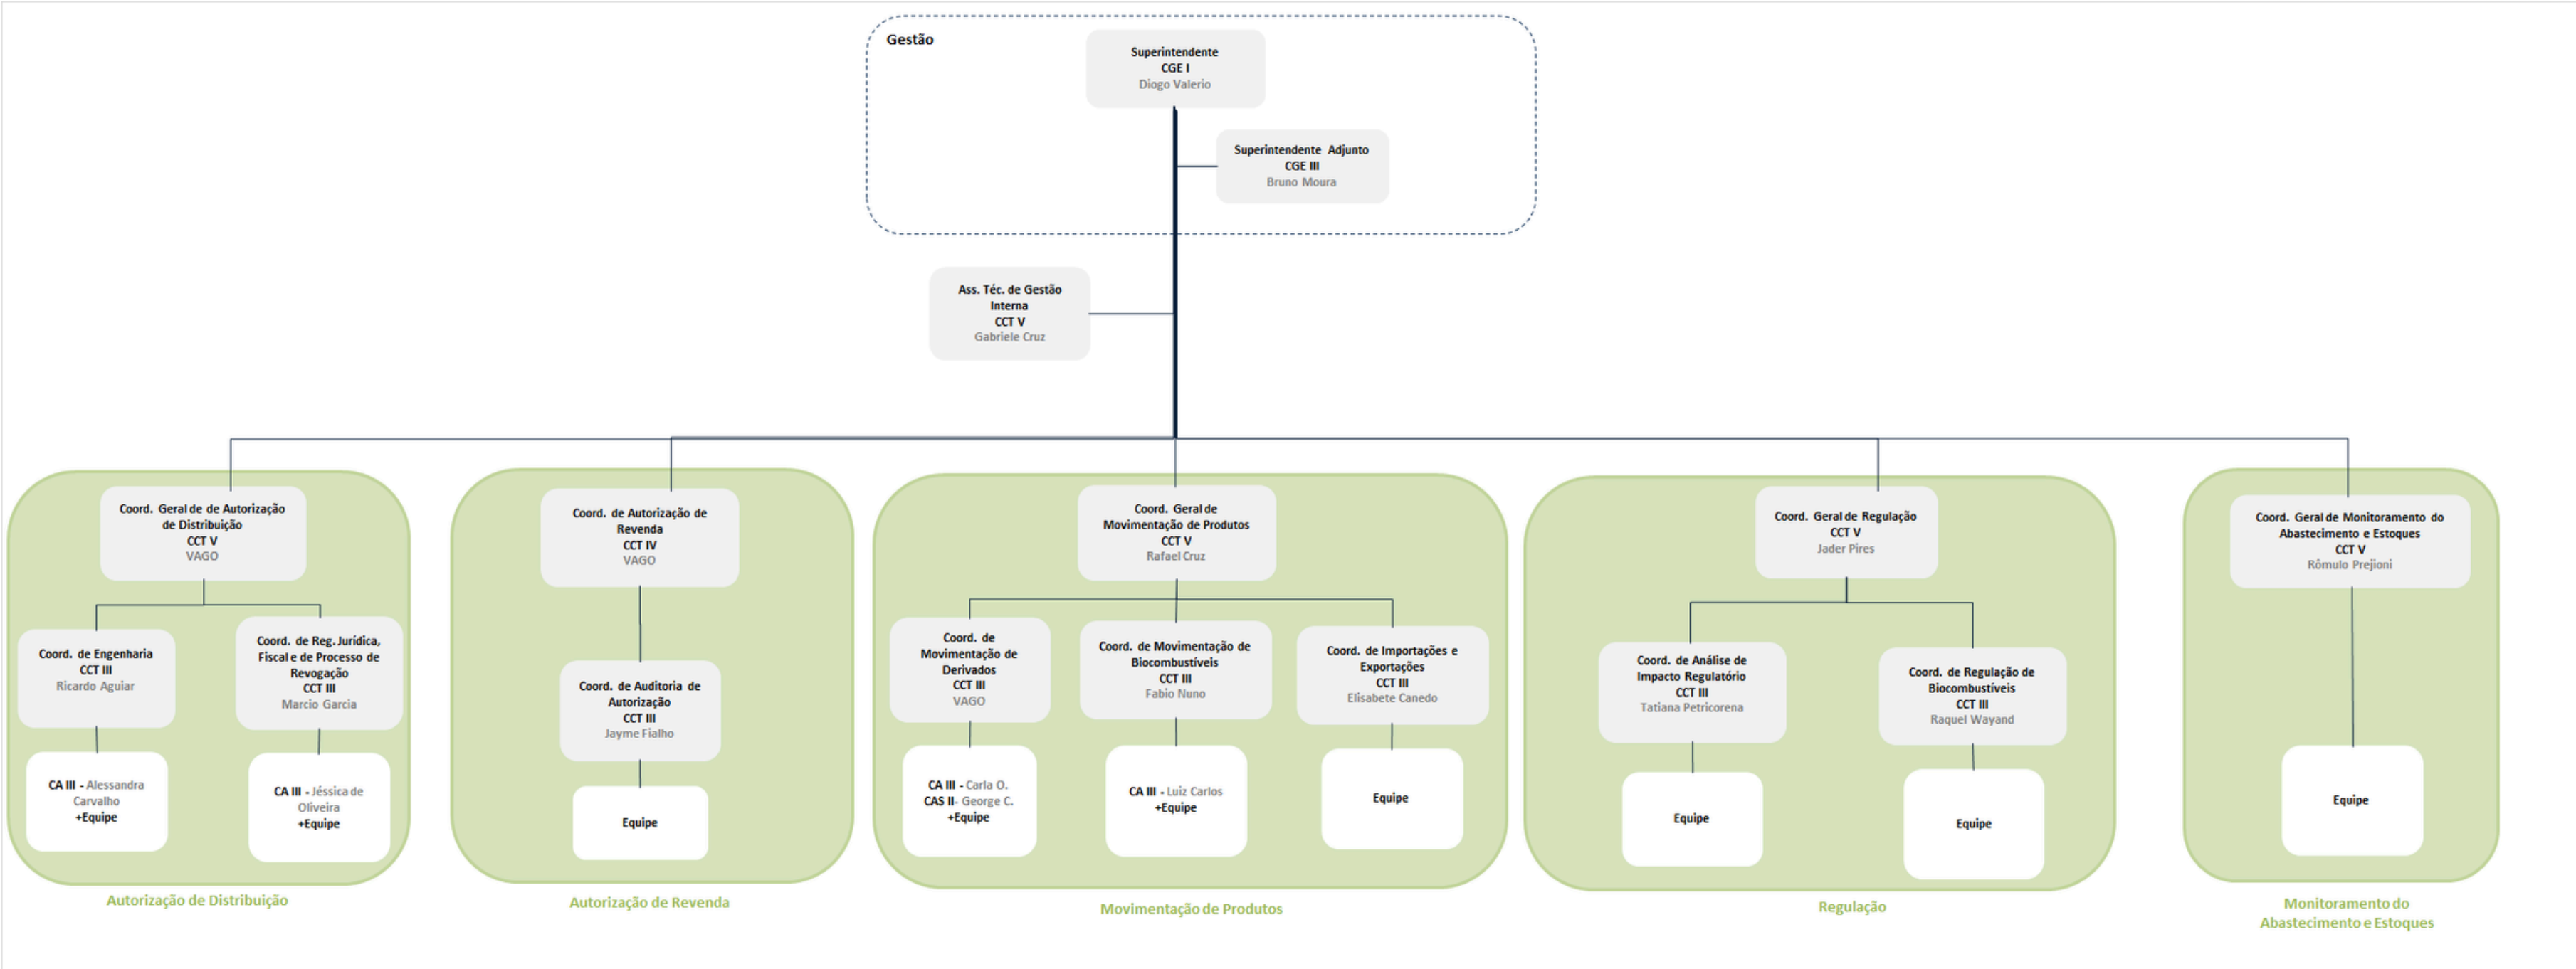 Gestão
Superintendente
CGE I
Diogo Valerio
Superintendente Adjunto
CGE III
Bruno Moura
Ass. Téc. de Gestão
Interna
CCT V
Gabriele Cruz
Coord. Geral de de Autorização
de Distribuição
CCT V
VAGO
Coord. de Engenharia
CCT III
Ricardo Aguiar
Coord. de Reg. Jurídica,
Fiscal e de Processo de
Revogação
CCT III
Marcio Garcia
CA III - Alessandra
Carvalho
+Equipe
CA III - Jéssica de
Oliveira
+Equipe
Autorização de Distribuição
Coord. de Autorização de
Revenda
CCT IV
VAGO
Coord. de Auditoria de
Autorização
CCT III
Jayme Fialho
Equipe
Autorização de Revenda
Coord. Geral de
Movimentação de Produtos
CCT V
Rafael Cruz
Coord. de
Movimentação de
Derivados
CCT III
VAGO
Coord. de Movimentação de
Biocombustíveis
CCT III
Fabio Nuno
Coord. de Importações e
Exportações
CCT III
Elisabete Canedo
CA III - Carla O.
CAS II- George C.
+Equipe
CA III - Luiz Carlos
+Equipe
Equipe
Movimentação de Produtos
Coord. Geral de Regulação
CCT V
Jader Pires
Coord. de Análise de
Impacto Regulatório
CCT III
Tatiana Petricorena
Coord. de Regulação de
Biocombustíveis
CCT III
Raquel Wayand
Equipe
Equipe
Regulação
Coord. Geral de Monitoramento do
Abastecimento e Estoques
CCT V
Rômulo Prejioni
Equipe
Monitoramento do
Abastecimento e Estoques